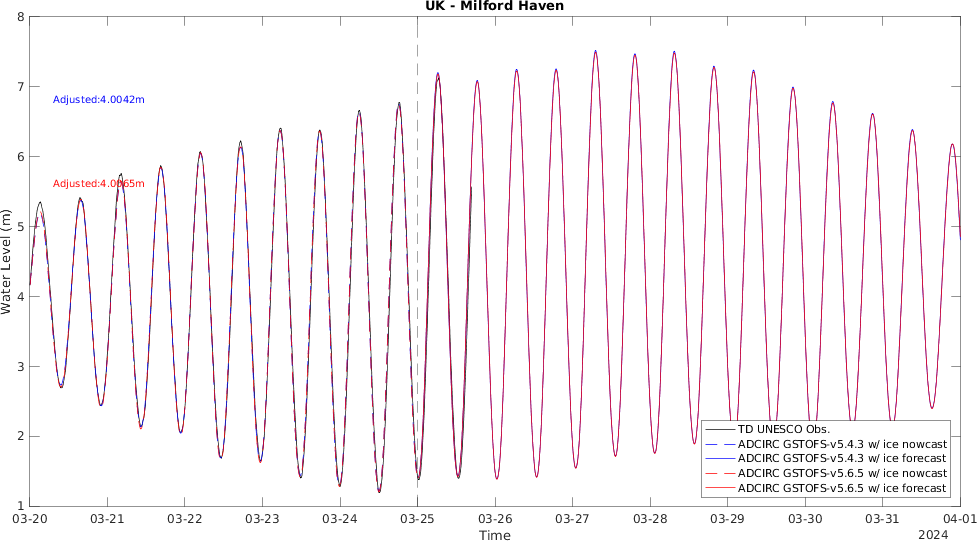 UK - Milford Haven
8
7
6
5
4
3
2
1
Water Level (m)
Adjusted:4.0042m
Adjusted:4.0065m
TD UNESCO Obs.
ADCIRC GSTOFS-v5.4.3 w/ ice nowcast
ADCIRC GSTOFS-v5.4.3 w/ ice forecast
ADCIRC GSTOFS-v5.6.5 w/ ice nowcast
ADCIRC GSTOFS-v5.6.5 w/ ice forecast
03-20 03-21 03-22 03-23 03-24 03-25 03-26 03-27 03-28 03-29 03-30 03-31 04-01
Time
2024